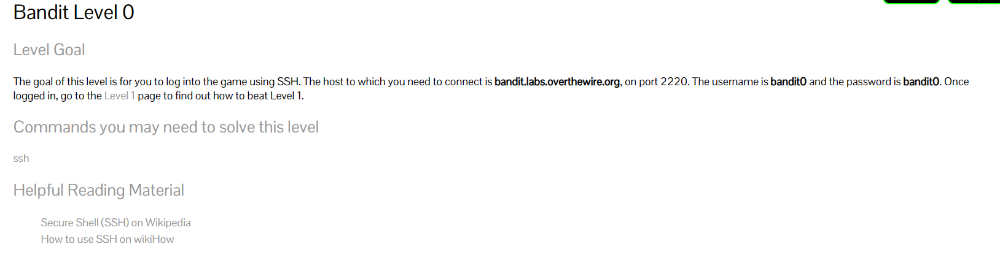 Bandit Level 0
Level Goal
The goal of this level is for you to log into the game using SSH. The host to which you need to connect is bandit.labs.overthewire.org, on port 2220. The username is bandit0 and the password is bandit0. Once
logged in, go to the Level 1 page to find out how to beat Level 1.
Commands you may need to solve this level
ssh
Helpful Reading Material
Secure Shell (SSH) on Wikipedia
How to use SSH on wikiHow